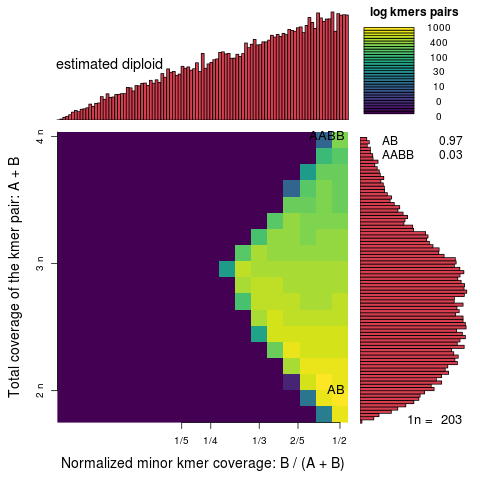 log kmers pairs
1000
400
100
30
10
0
0
estimated diploid
AABB
AB 0.97
AABB 0.03
4 n
3 n
2 n
Total coverage of the kmer pair: A + B
AB
1n = 203
1/5 1/4 1/3 2/5 1/2
Normalized minor kmer coverage: B / (A + B)